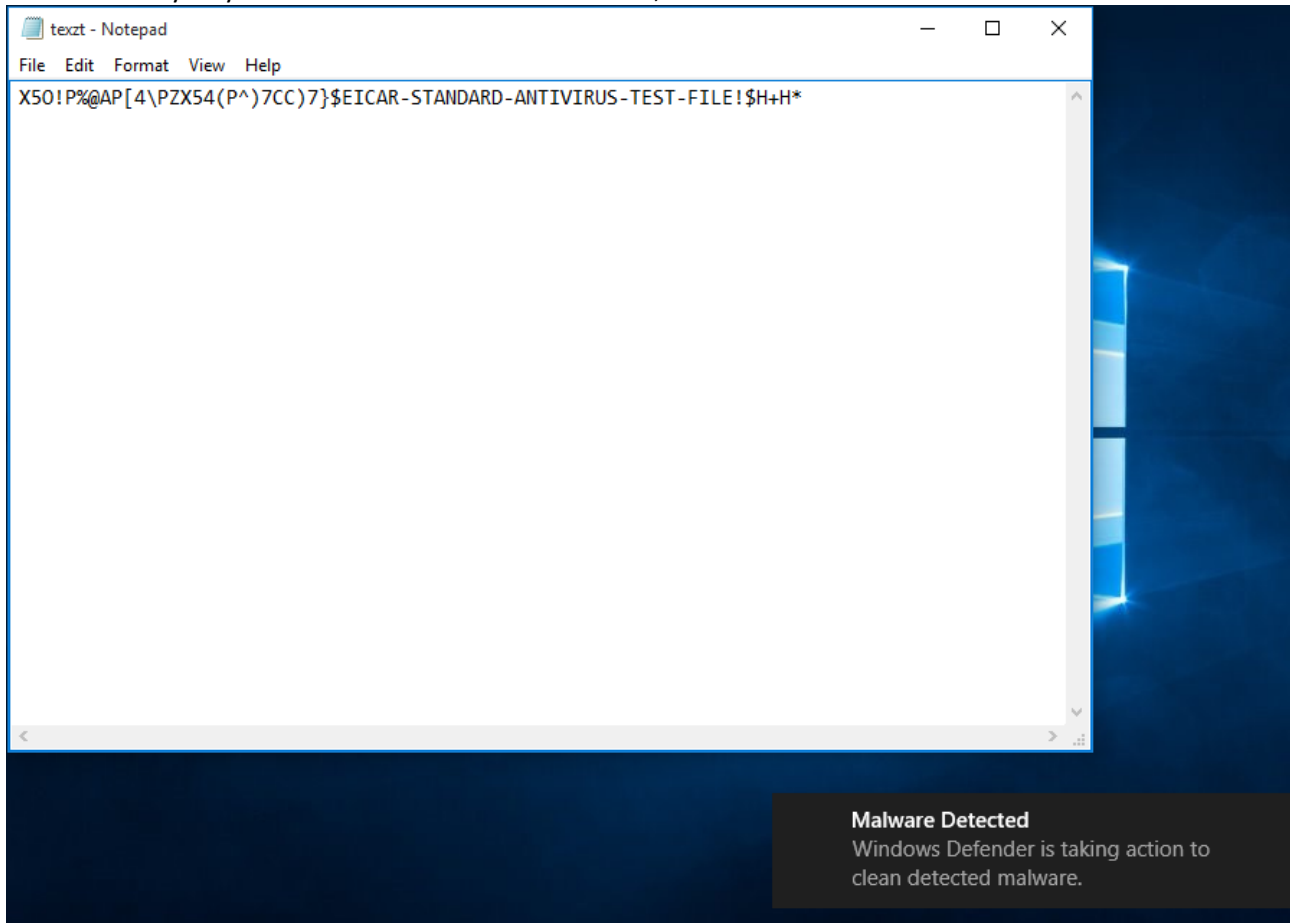 texzt - Notepad
File Edit Format View Help
X5O!P%@AP[4\PZX54(P^)7CC)7}$EICAR-STANDARD-ANTIVIRUS-TEST-FILE!$H+H*
Malware Detected
Windows Defender is taking action to
clean detected malware.